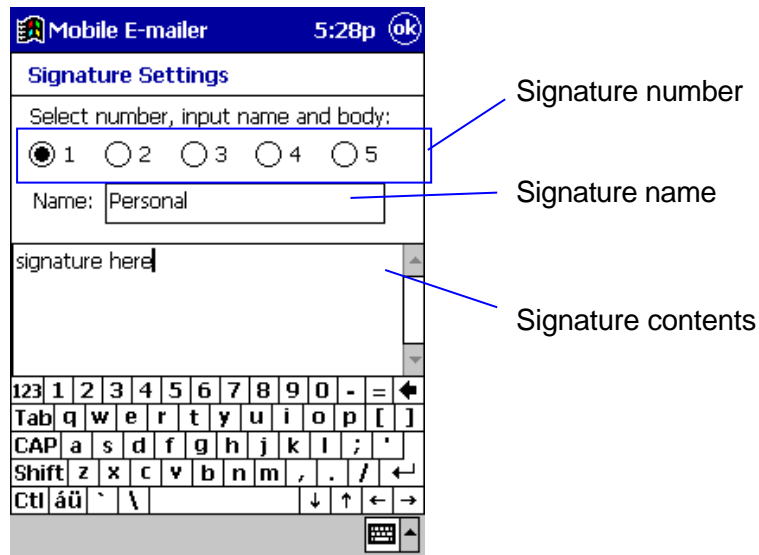 Mobile E-mailer 5:28p ok
Signature Settings
Select number, input name and body:
1 2 3 4 5
Name: Personal
signature here
Signature number
Signature name
Signature contents
123 1 2 3 4 5 6 7 8 9 0 - =
Tab q w e r t y u i o p [ ]
CAP a s d f g h j k l ; '
Shift z x c v b n m , . /
Ctl áü ` \ ↓ ↑ ← →